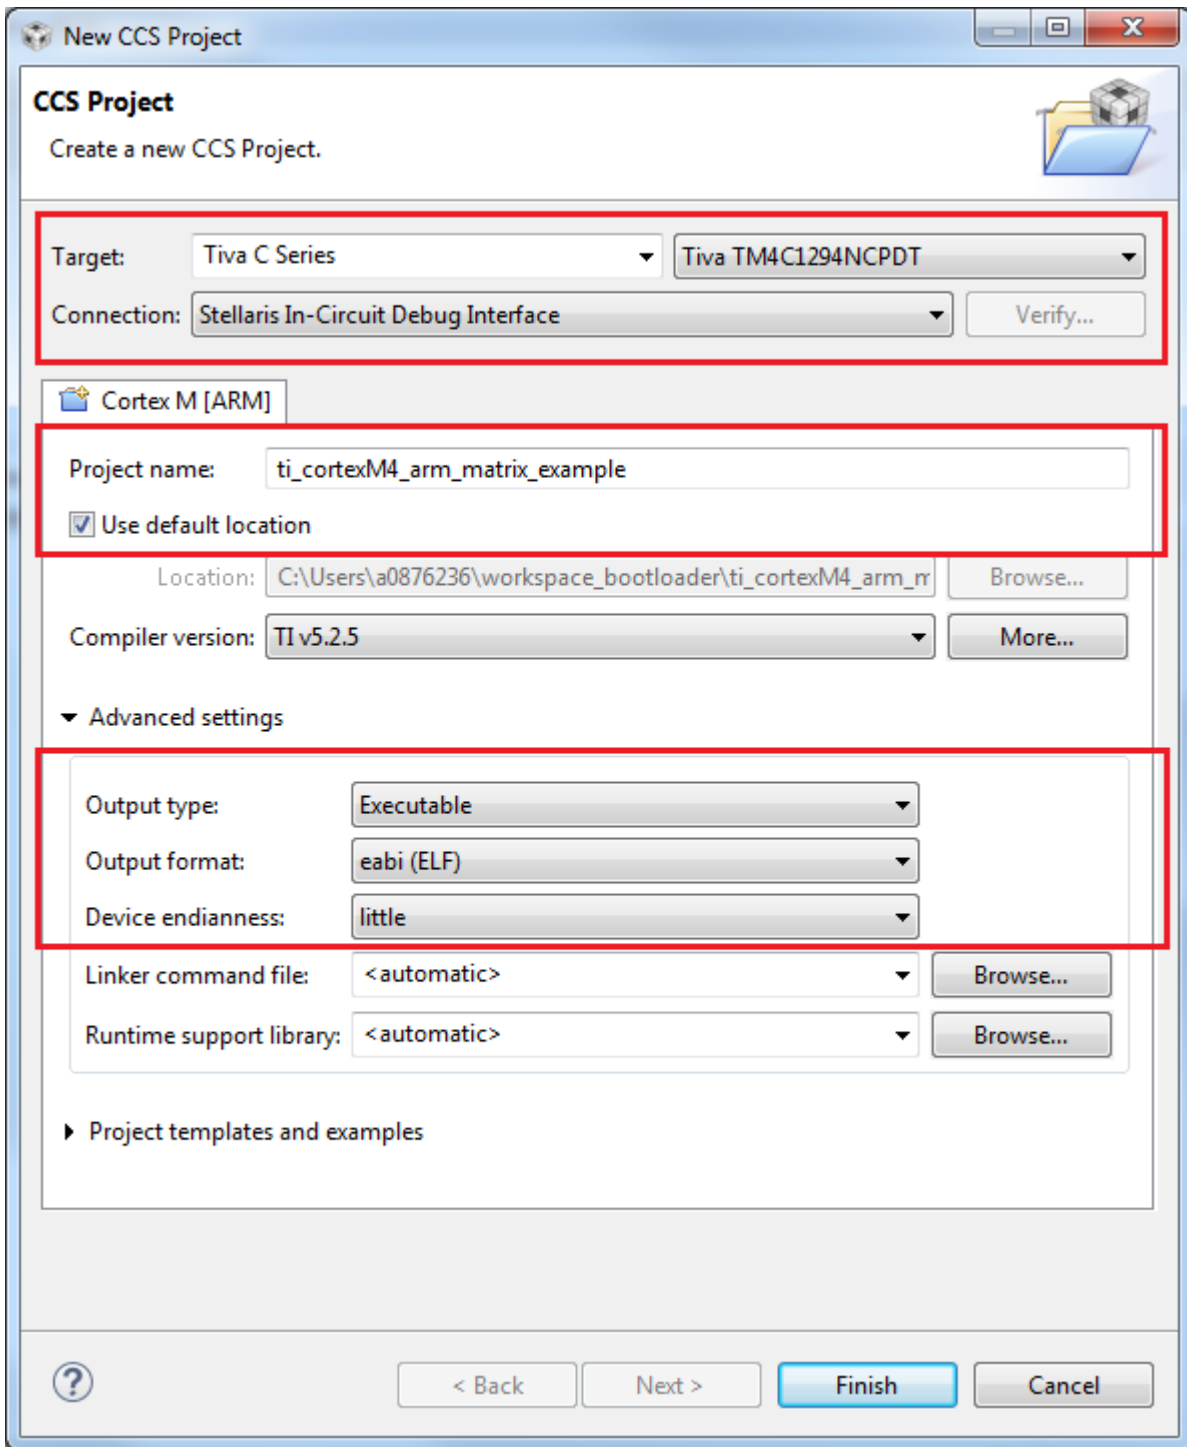 New CCS Project
CCS Project
Create a new CCS Project.
Target: Tiva C Series Tiva TM4C1294NCPDT
Connection: Stellaris In-Circuit Debug Interface Verify...
Cortex M [ARM]
Project name: ti_cortexM4_arm_matrix_example
Use default location
Location: C:\Users\a0876236\workspace_bootloader\ti_cortexM4_arm_m Browse...
Compiler version: TI v5.2.5 More...
Advanced settings
Output type: Executable
Output format: eabi (ELF)
Device endianness: little
Linker command file: <automatic> Browse...
Runtime support library: <automatic> Browse...
Project templates and examples
? < Back Next > Finish Cancel